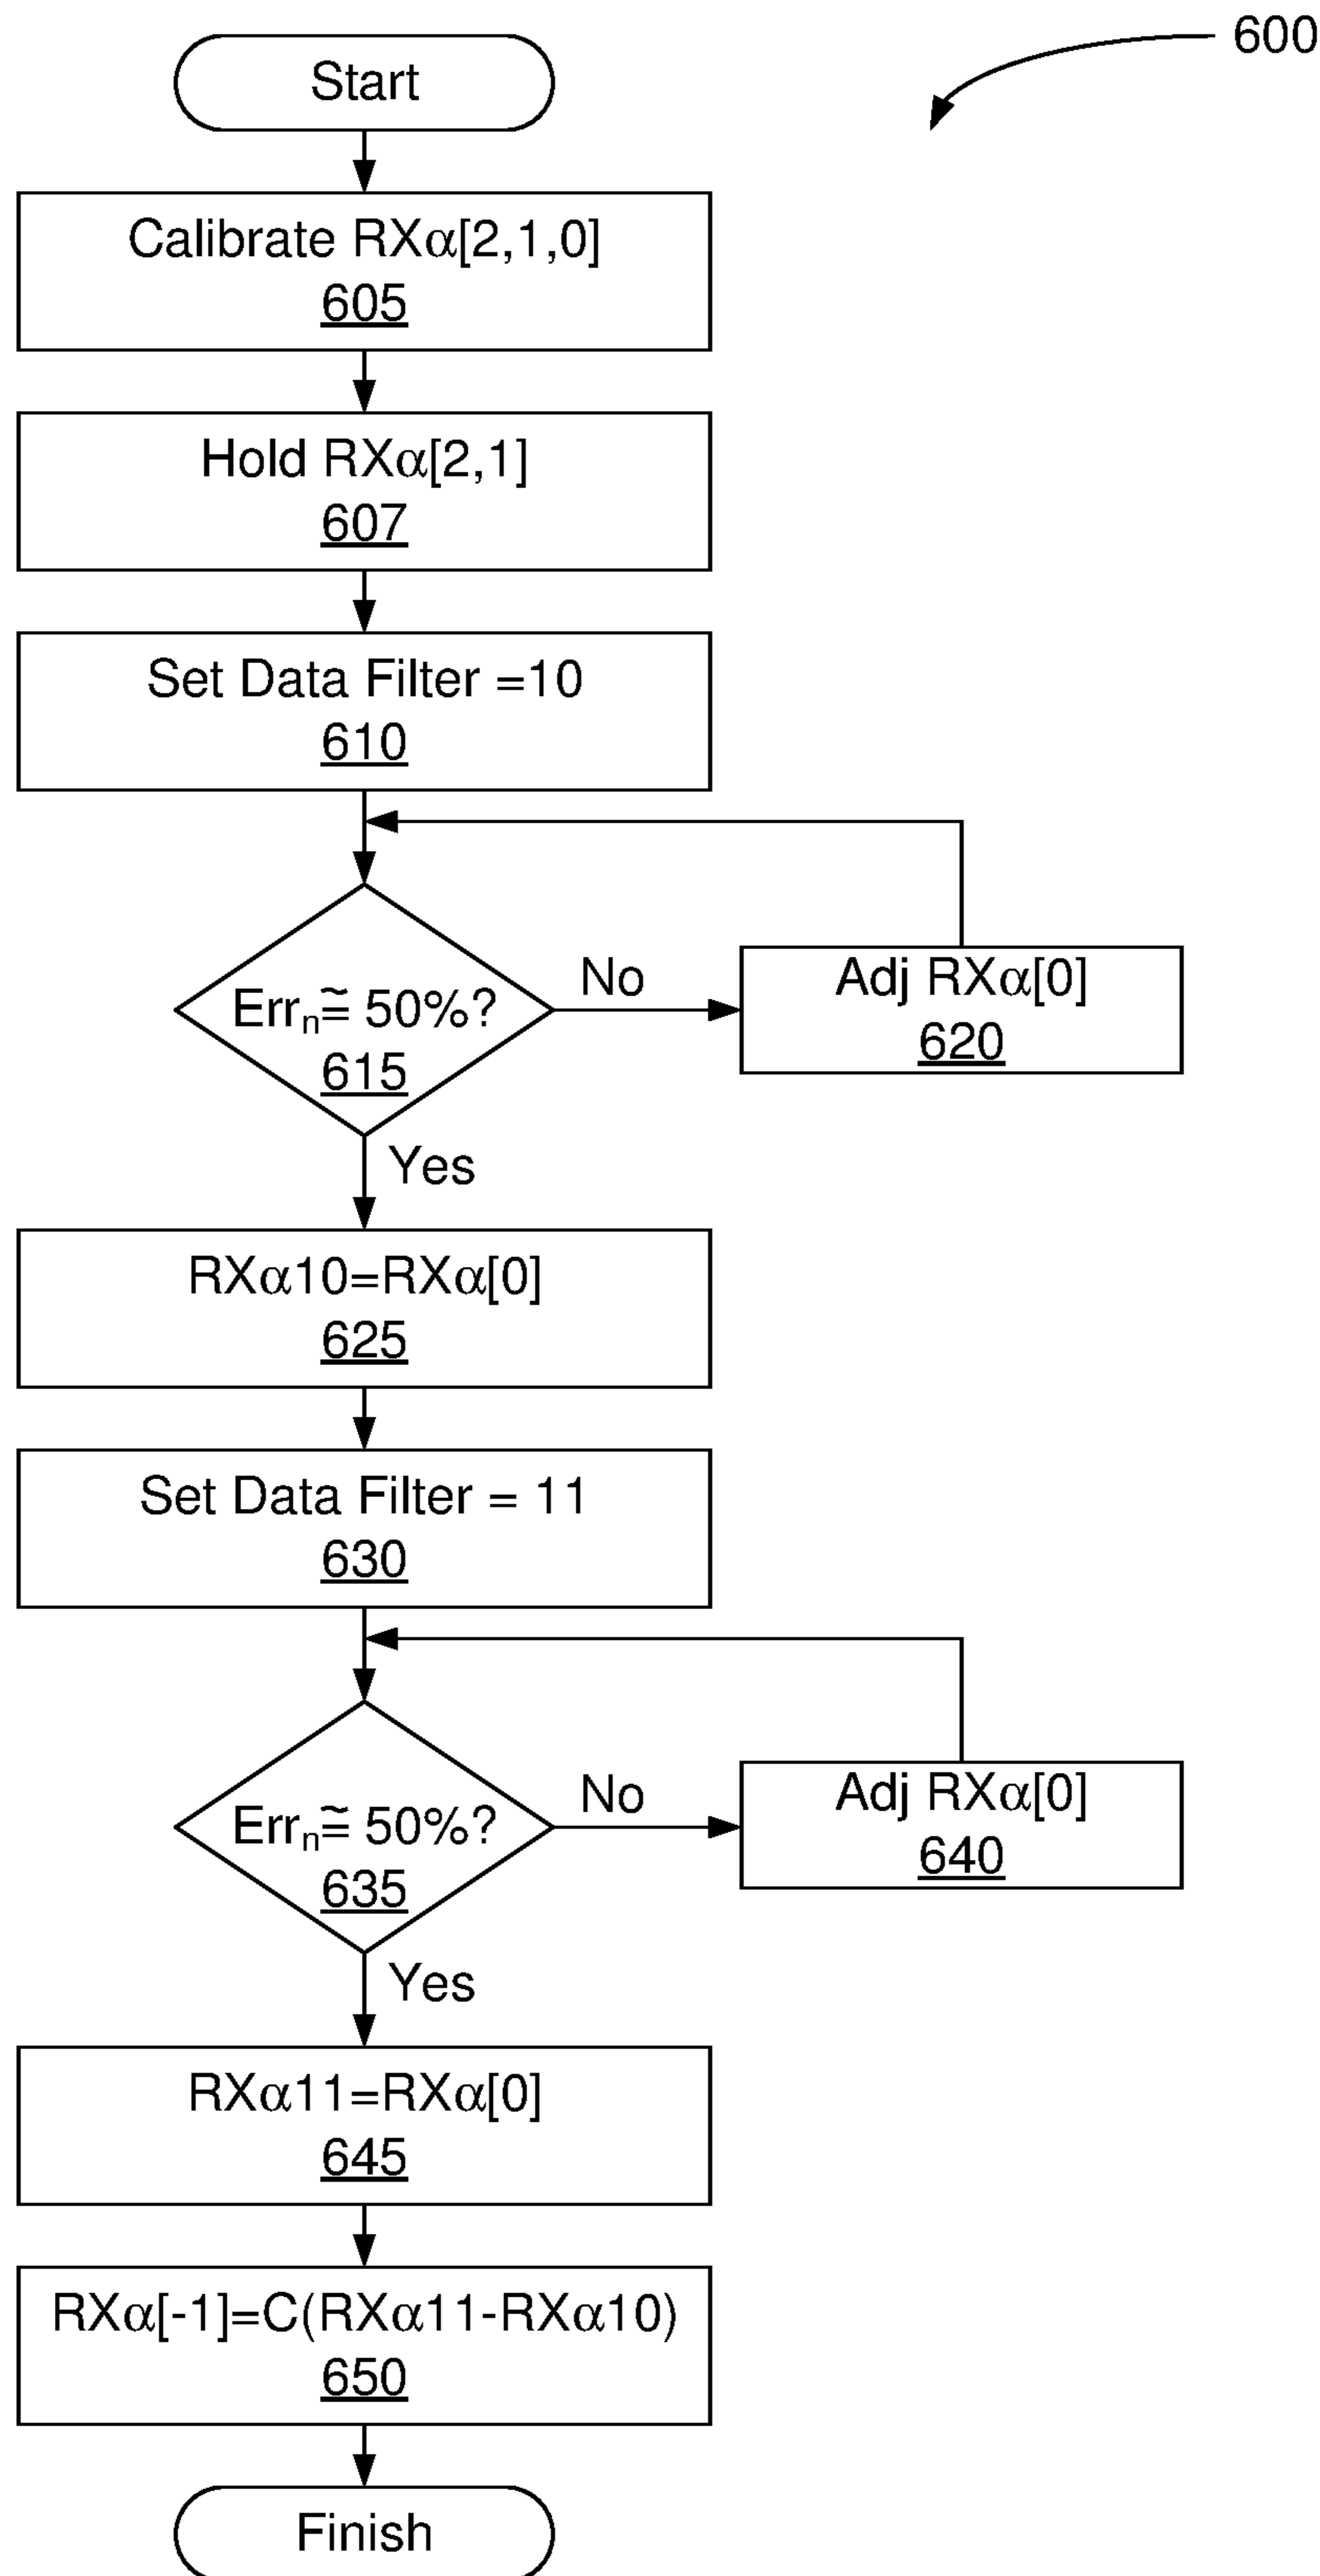 600
Start
Calibrate RXα[2,1,0]
605
Hold RXα[2,1]
607
Set Data Filter =10
610
Errₙ ≅ 50%?
615
No
Adj RXα[0]
620
Yes
RXα10=RXα[0]
625
Set Data Filter = 11
630
Errₙ ≅ 50%?
635
No
Adj RXα[0]
640
Yes
RXα11=RXα[0]
645
RXα[-1]=C(RXα11-RXα10)
650
Finish